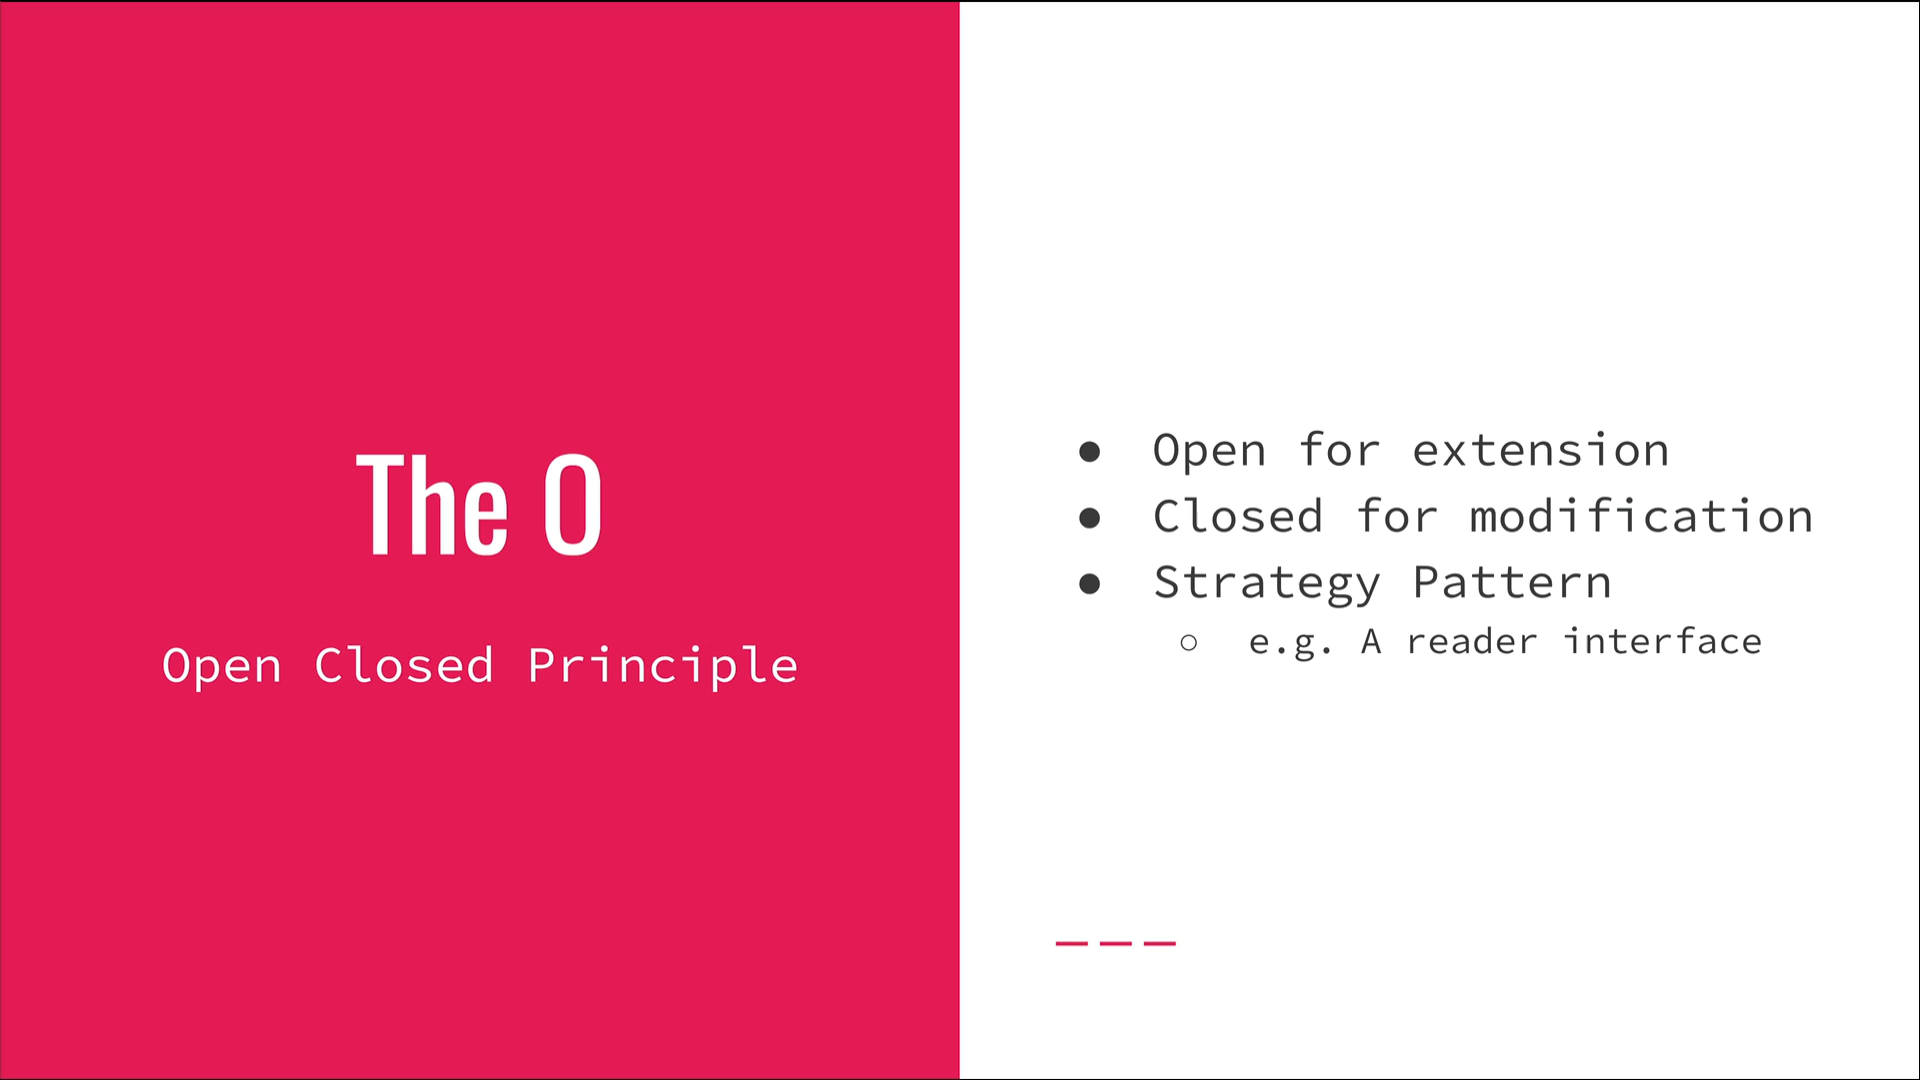 The O
Open Closed Principle
● Open for extension
● Closed for modification
● Strategy Pattern
○ e.g. A reader interface